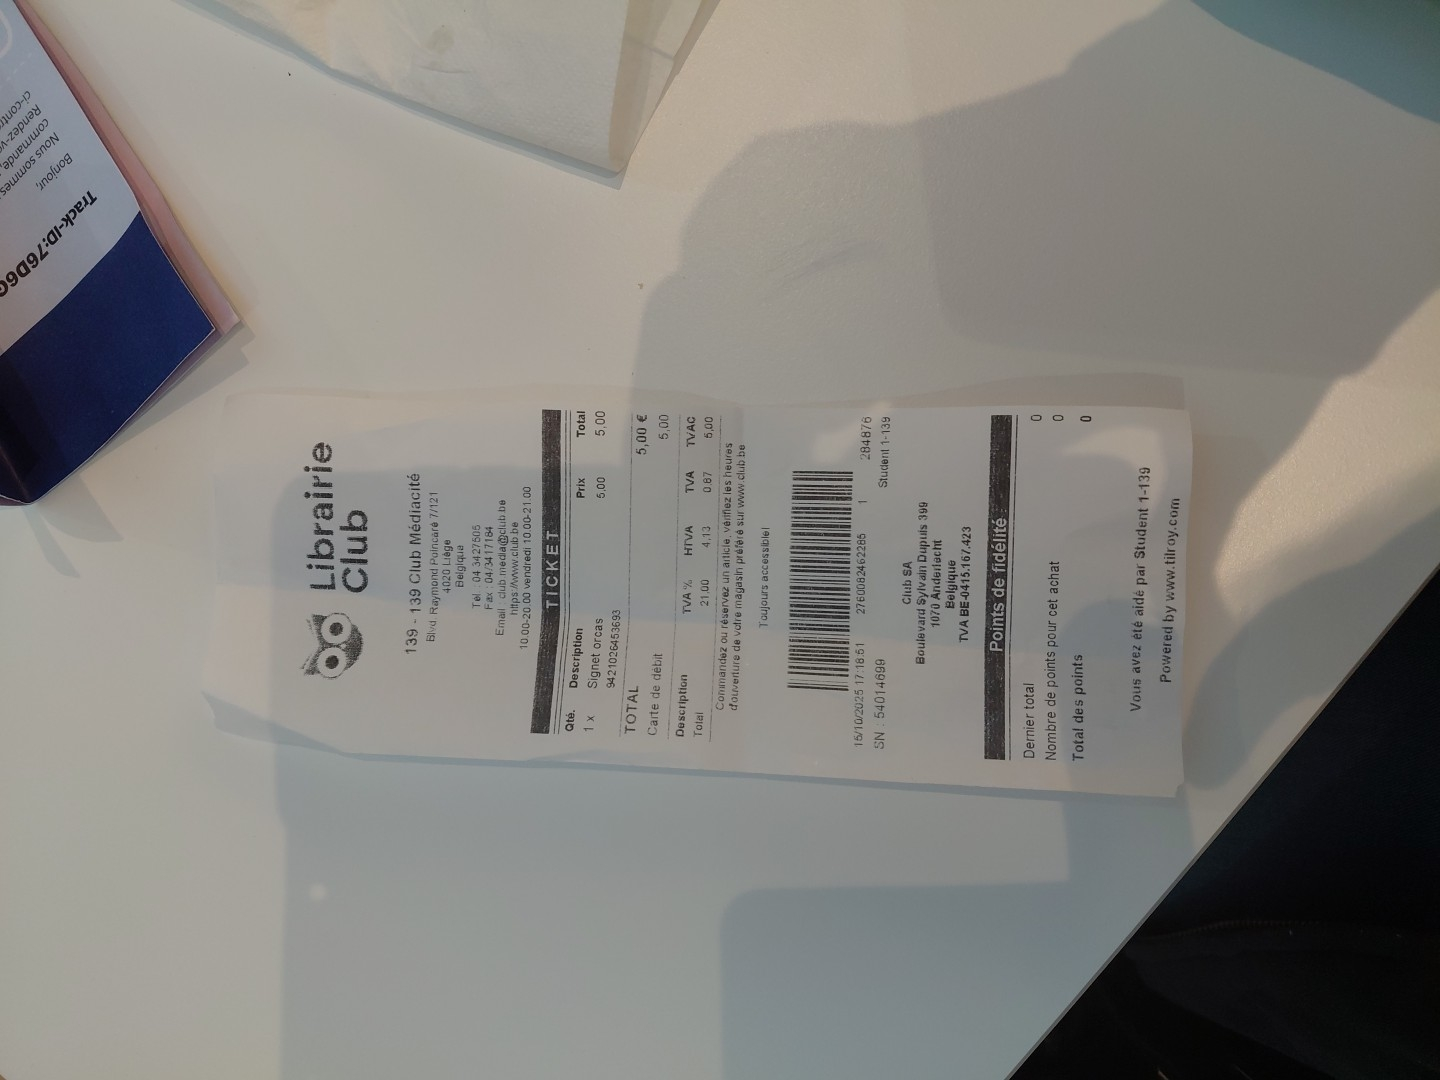 Librairie
Club
139 - 139 Club Médiacité
Blvd. Raymond Poincaré 7/121
4020 Liège
Belgique
Tel : 04 3427505
Fax : 04/3417184
Email : club.media@club.be
https://www.club.be
10.00-20.00 vendredi 10.00-21.00
TICKET
Qté. Description Prix Total
1 x Signet orcas 5,00 5,00
9421026453693
TOTAL 5,00 €
Carte de débit 5,00
Description TVA % HTVA TVA TVAC
Total 21,00 4,13 0,87 5,00
Commandez ou réservez un article, vérifiez les heures
d'ouverture de votre magasin préféré sur www.club.be
Toujours accessible!
15/10/2025 17:18:51 2760082462285 1 284876
SN : 54014699 Student 1-139
Club SA
Boulevard Sylvain Dupuis 399
1070 Anderlecht
Belgique
TVA BE-0415.167.423
Points de fidélité :
Dernier total 0
Nombre de points pour cet achat 0
Total des points 0
Vous avez été aidé par Student 1-139
Powered by www.tilroy.com
Track-ID:76D6
Bonjour,
Nous sommes
commande,
Rendez-v
ci-contr